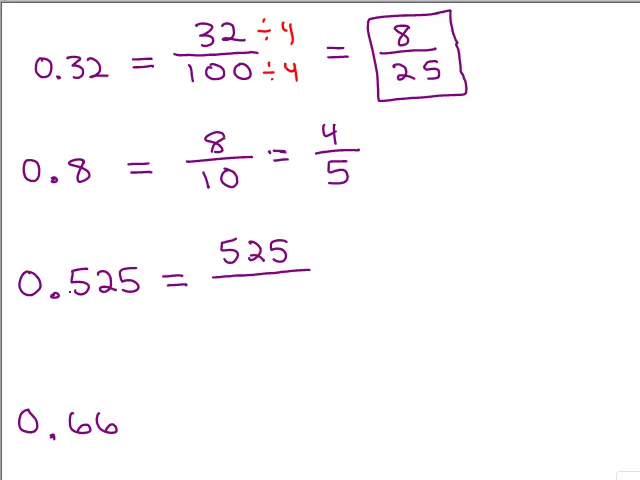 0.32 = 32 ÷4 / 100 ÷4 = 8 / 25
0.8 = 8 / 10 = 4 / 5
0.525 = 525
0.66